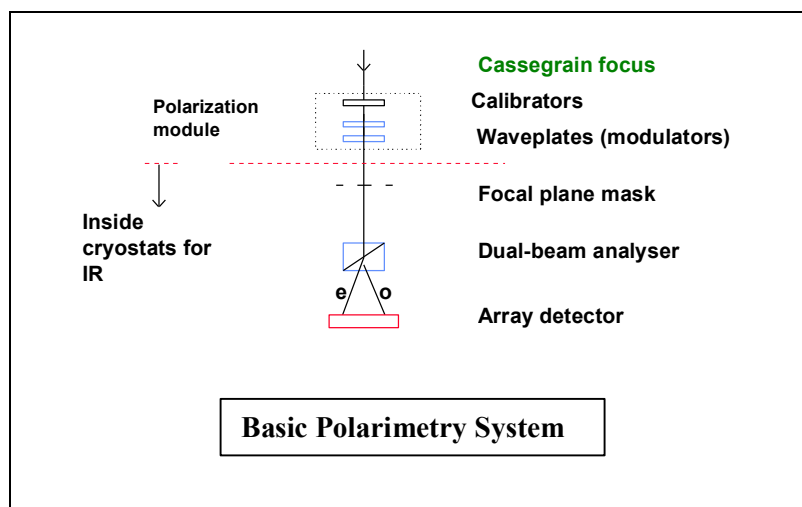 Cassegrain focus
Calibrators
Polarization
module
Waveplates (modulators)
Focal plane mask
Inside
cryostats for
IR
Dual-beam analyser
e o
Array detector
Basic Polarimetry System